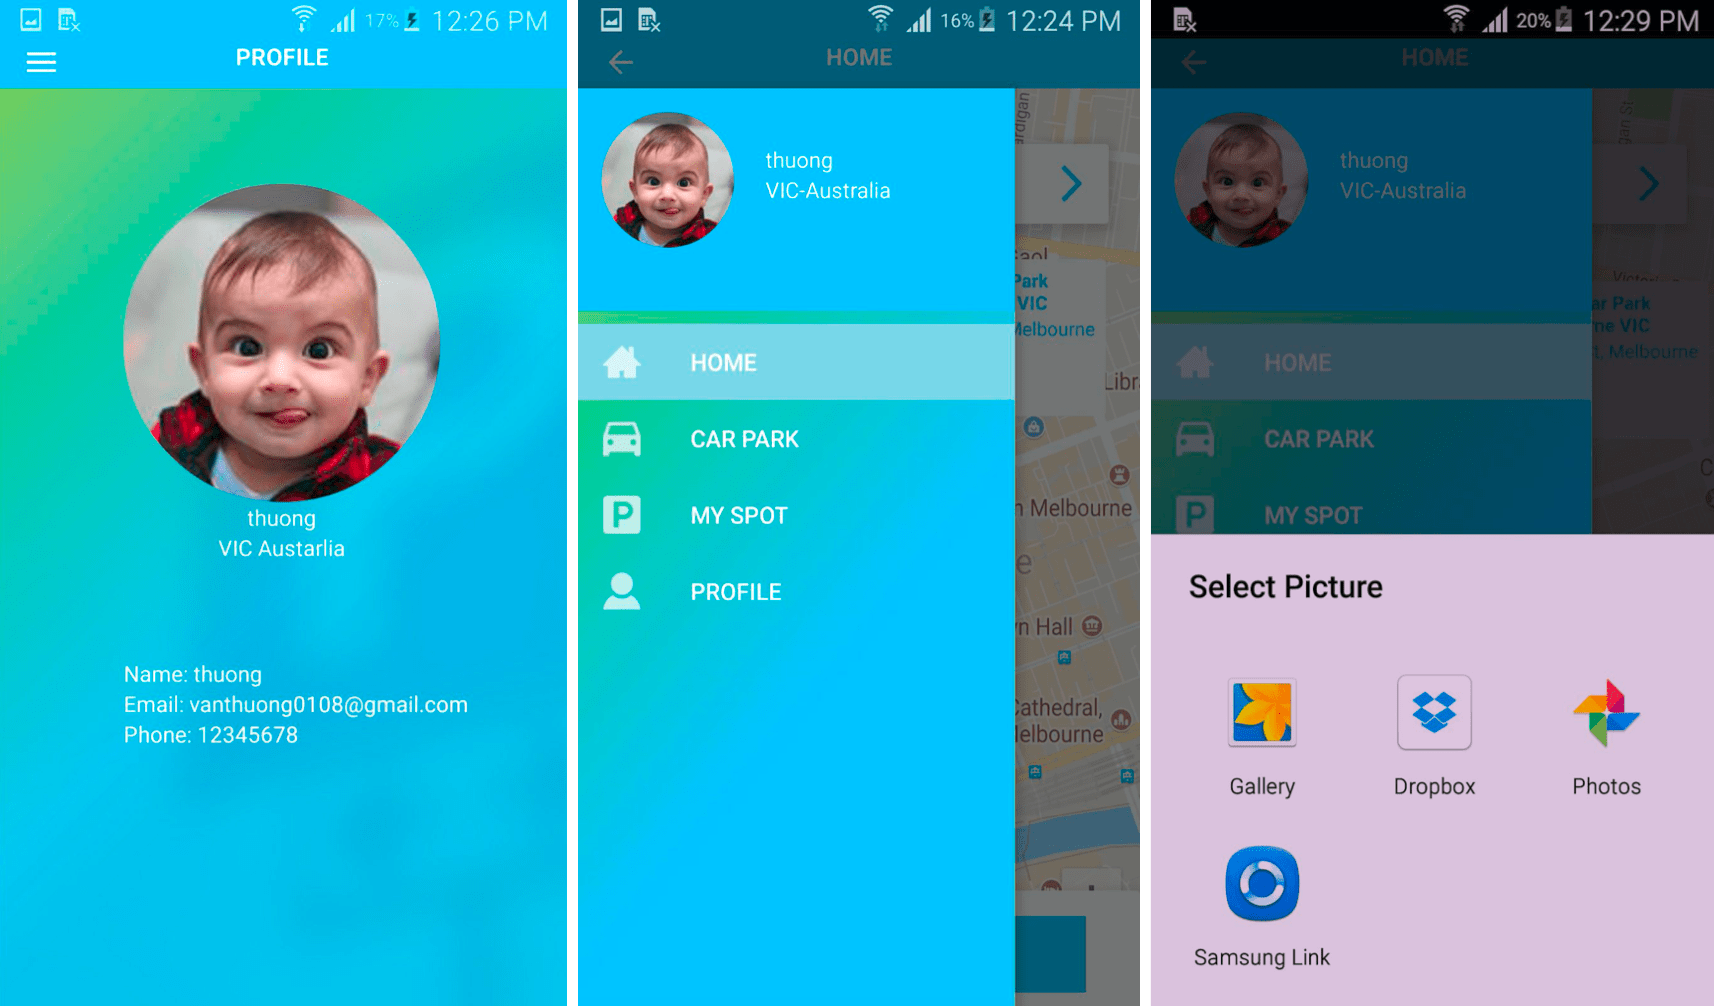 17% 12:26 PM
PROFILE
thuong
VIC Austarlia
Name: thuong
Email: vanthuong0108@gmail.com
Phone: 12345678
16% 12:24 PM
HOME
thuong
VIC-Australia
HOME
CAR PARK
MY SPOT
PROFILE
Park
VIC
Melbourne
Melbourne
Hall
Cathedral,
Melbourne
20% 12:29 PM
HOME
thuong
VIC-Australia
HOME
CAR PARK
MY SPOT
Park
VIC
Melbourne
Select Picture
Gallery
Dropbox
Photos
Samsung Link